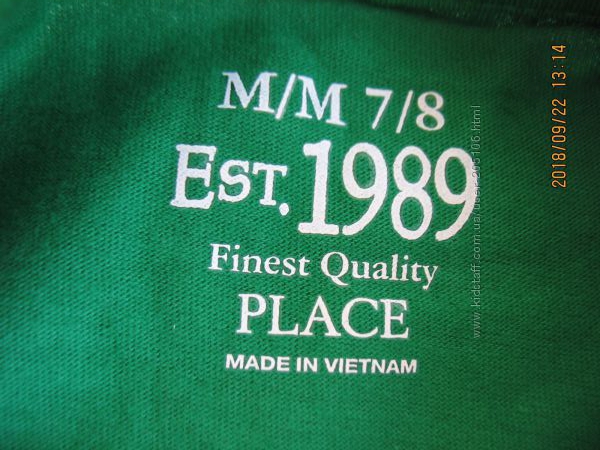 M/M 7/8
EST. 1989
Finest Quality
PLACE
MADE IN VIETNAM
2018/09/22 13:14